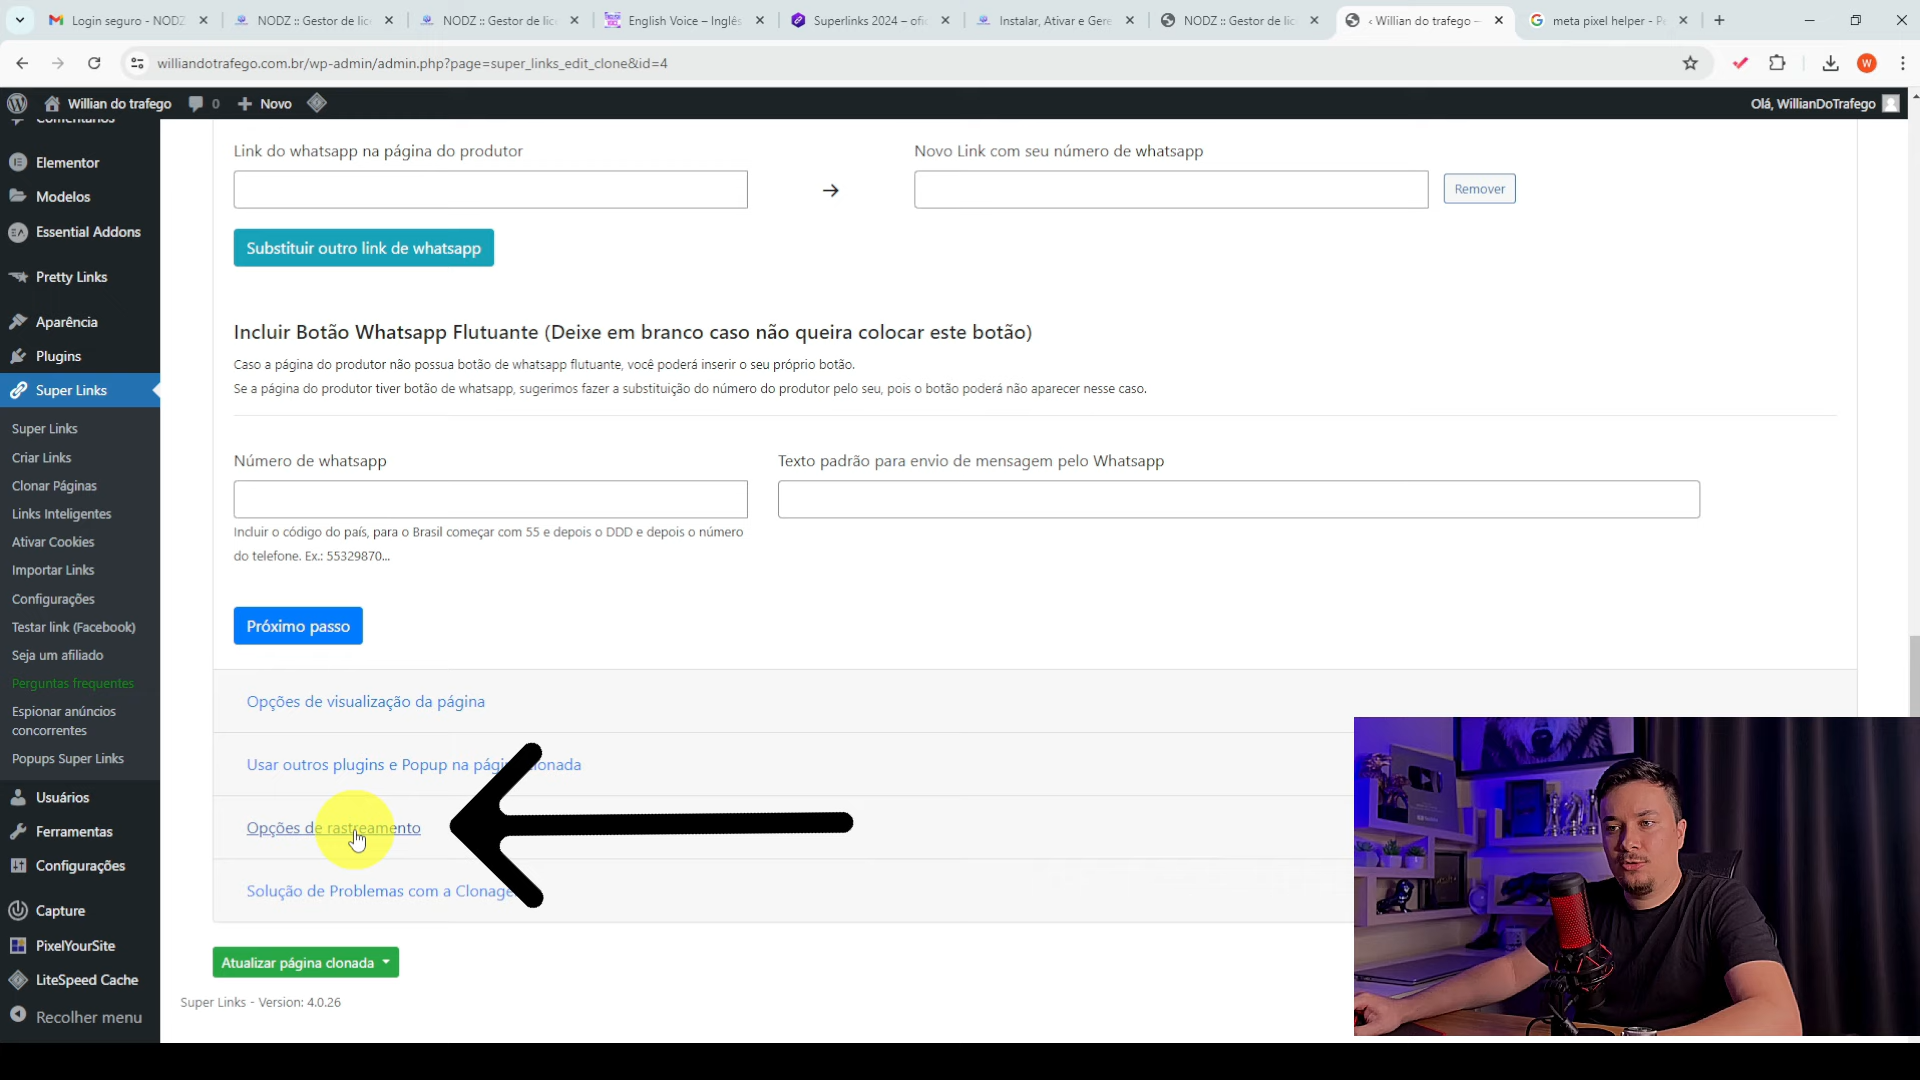 Login seguro - NODZ
NODZ :: Gestor de lic
NODZ :: Gestor de lic
English Voice – Inglês
Superlinks 2024 – ofic
Instalar, Ativar e Gere
NODZ :: Gestor de lic
‹ Willian do trafego —
meta pixel helper - Pe
williandotrafego.com.br/wp-admin/admin.php?page=super_links_edit_clone&id=4
W
Willian do trafego
0
Novo
Olá, WillianDoTrafego
Comentários
Elementor
Modelos
Essential Addons
Pretty Links
Aparência
Plugins
Super Links
Super Links
Criar Links
Clonar Páginas
Links Inteligentes
Ativar Cookies
Importar Links
Configurações
Testar link (Facebook)
Seja um afiliado
Perguntas frequentes
Espionar anúncios
concorrentes
Popups Super Links
Usuários
Ferramentas
Configurações
Capture
PixelYourSite
LiteSpeed Cache
Recolher menu
Link do whatsapp na página do produtor
Novo Link com seu número de whatsapp
Remover
Substituir outro link de whatsapp
Incluir Botão Whatsapp Flutuante (Deixe em branco caso não queira colocar este botão)
Caso a página do produtor não possua botão de whatsapp flutuante, você poderá inserir o seu próprio botão.
Se a página do produtor tiver botão de whatsapp, sugerimos fazer a substituição do número do produtor pelo seu, pois o botão poderá não aparecer nesse caso.
Número de whatsapp
Texto padrão para envio de mensagem pelo Whatsapp
Incluir o código do país, para o Brasil começar com 55 e depois o DDD e depois o número
do telefone. Ex.: 55329870...
Próximo passo
Opções de visualização da página
Usar outros plugins e Popup na página clonada
Opções de rastreamento
Solução de Problemas com a Clonage
Atualizar página clonada
Super Links - Version: 4.0.26